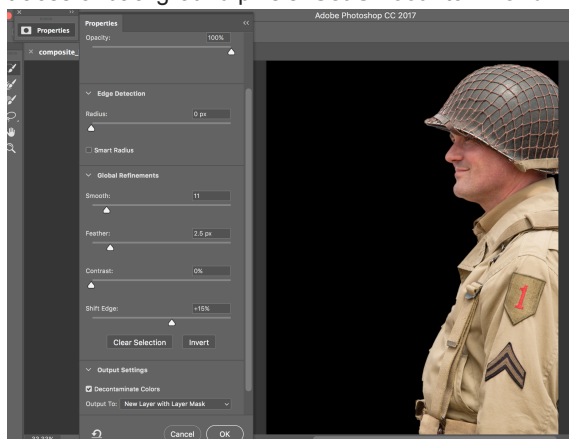 Adobe Photoshop CC 2017
Properties
Properties
composite_
Opacity: 100%
Edge Detection
Radius: 0 px
Smart Radius
Global Refinements
Smooth: 11
Feather: 2.5 px
Contrast: 0%
Shift Edge: +15%
Clear Selection Invert
Output Settings
Decontaminate Colors
Output To: New Layer with Layer Mask
Cancel OK
33.33%